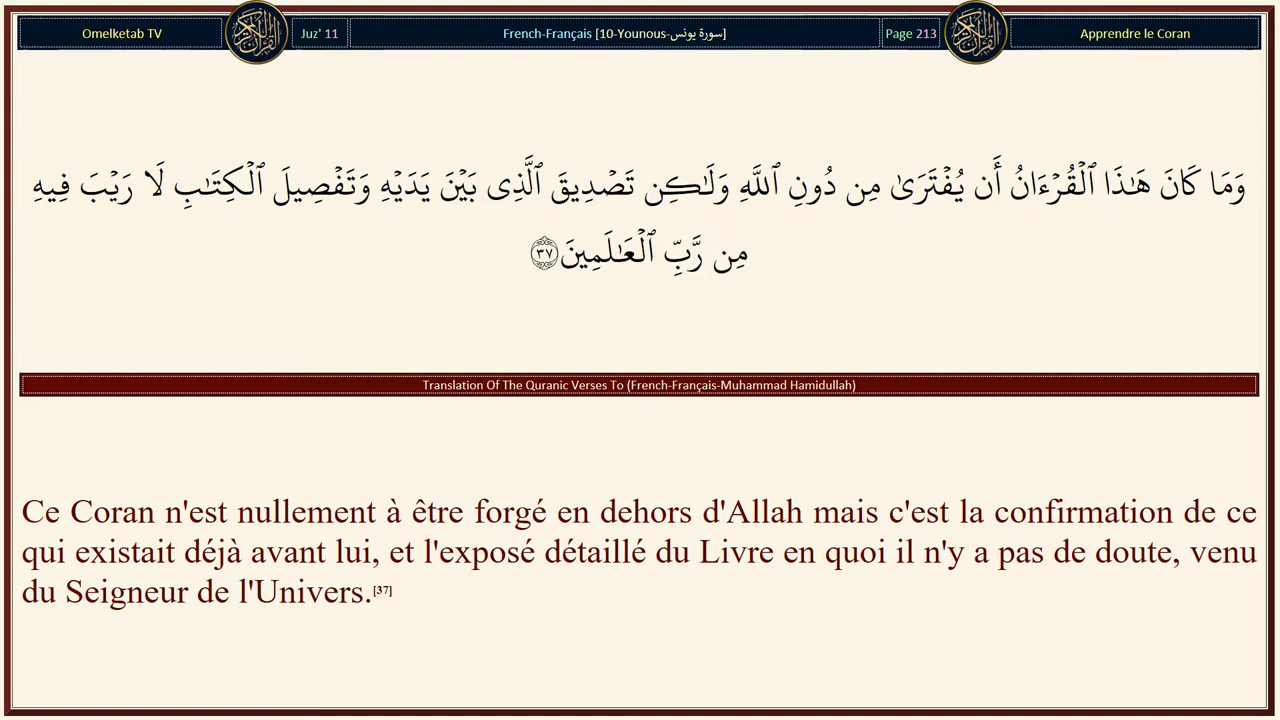 Omelketab TV
Juz' 11
French-Français [10-Younous-سورة يونس]
Page 213
Apprendre le Coran
وَمَا كَانَ هَـٰذَا ٱلْقُرْءَانُ أَن يُفْتَرَىٰ مِن دُونِ ٱللَّهِ وَلَـٰكِن تَصْدِيقَ ٱلَّذِى بَيْنَ يَدَيْهِ وَتَفْصِيلَ ٱلْكِتَـٰبِ لَا رَيْبَ فِيهِ
مِن رَّبِّ ٱلْعَـٰلَمِينَ ٣٧
Translation Of The Quranic Verses To (French-Français-Muhammad Hamidullah)
Ce Coran n'est nullement à être forgé en dehors d'Allah mais c'est la confirmation de ce
qui existait déjà avant lui, et l'exposé détaillé du Livre en quoi il n'y a pas de doute, venu
du Seigneur de l'Univers.[37]